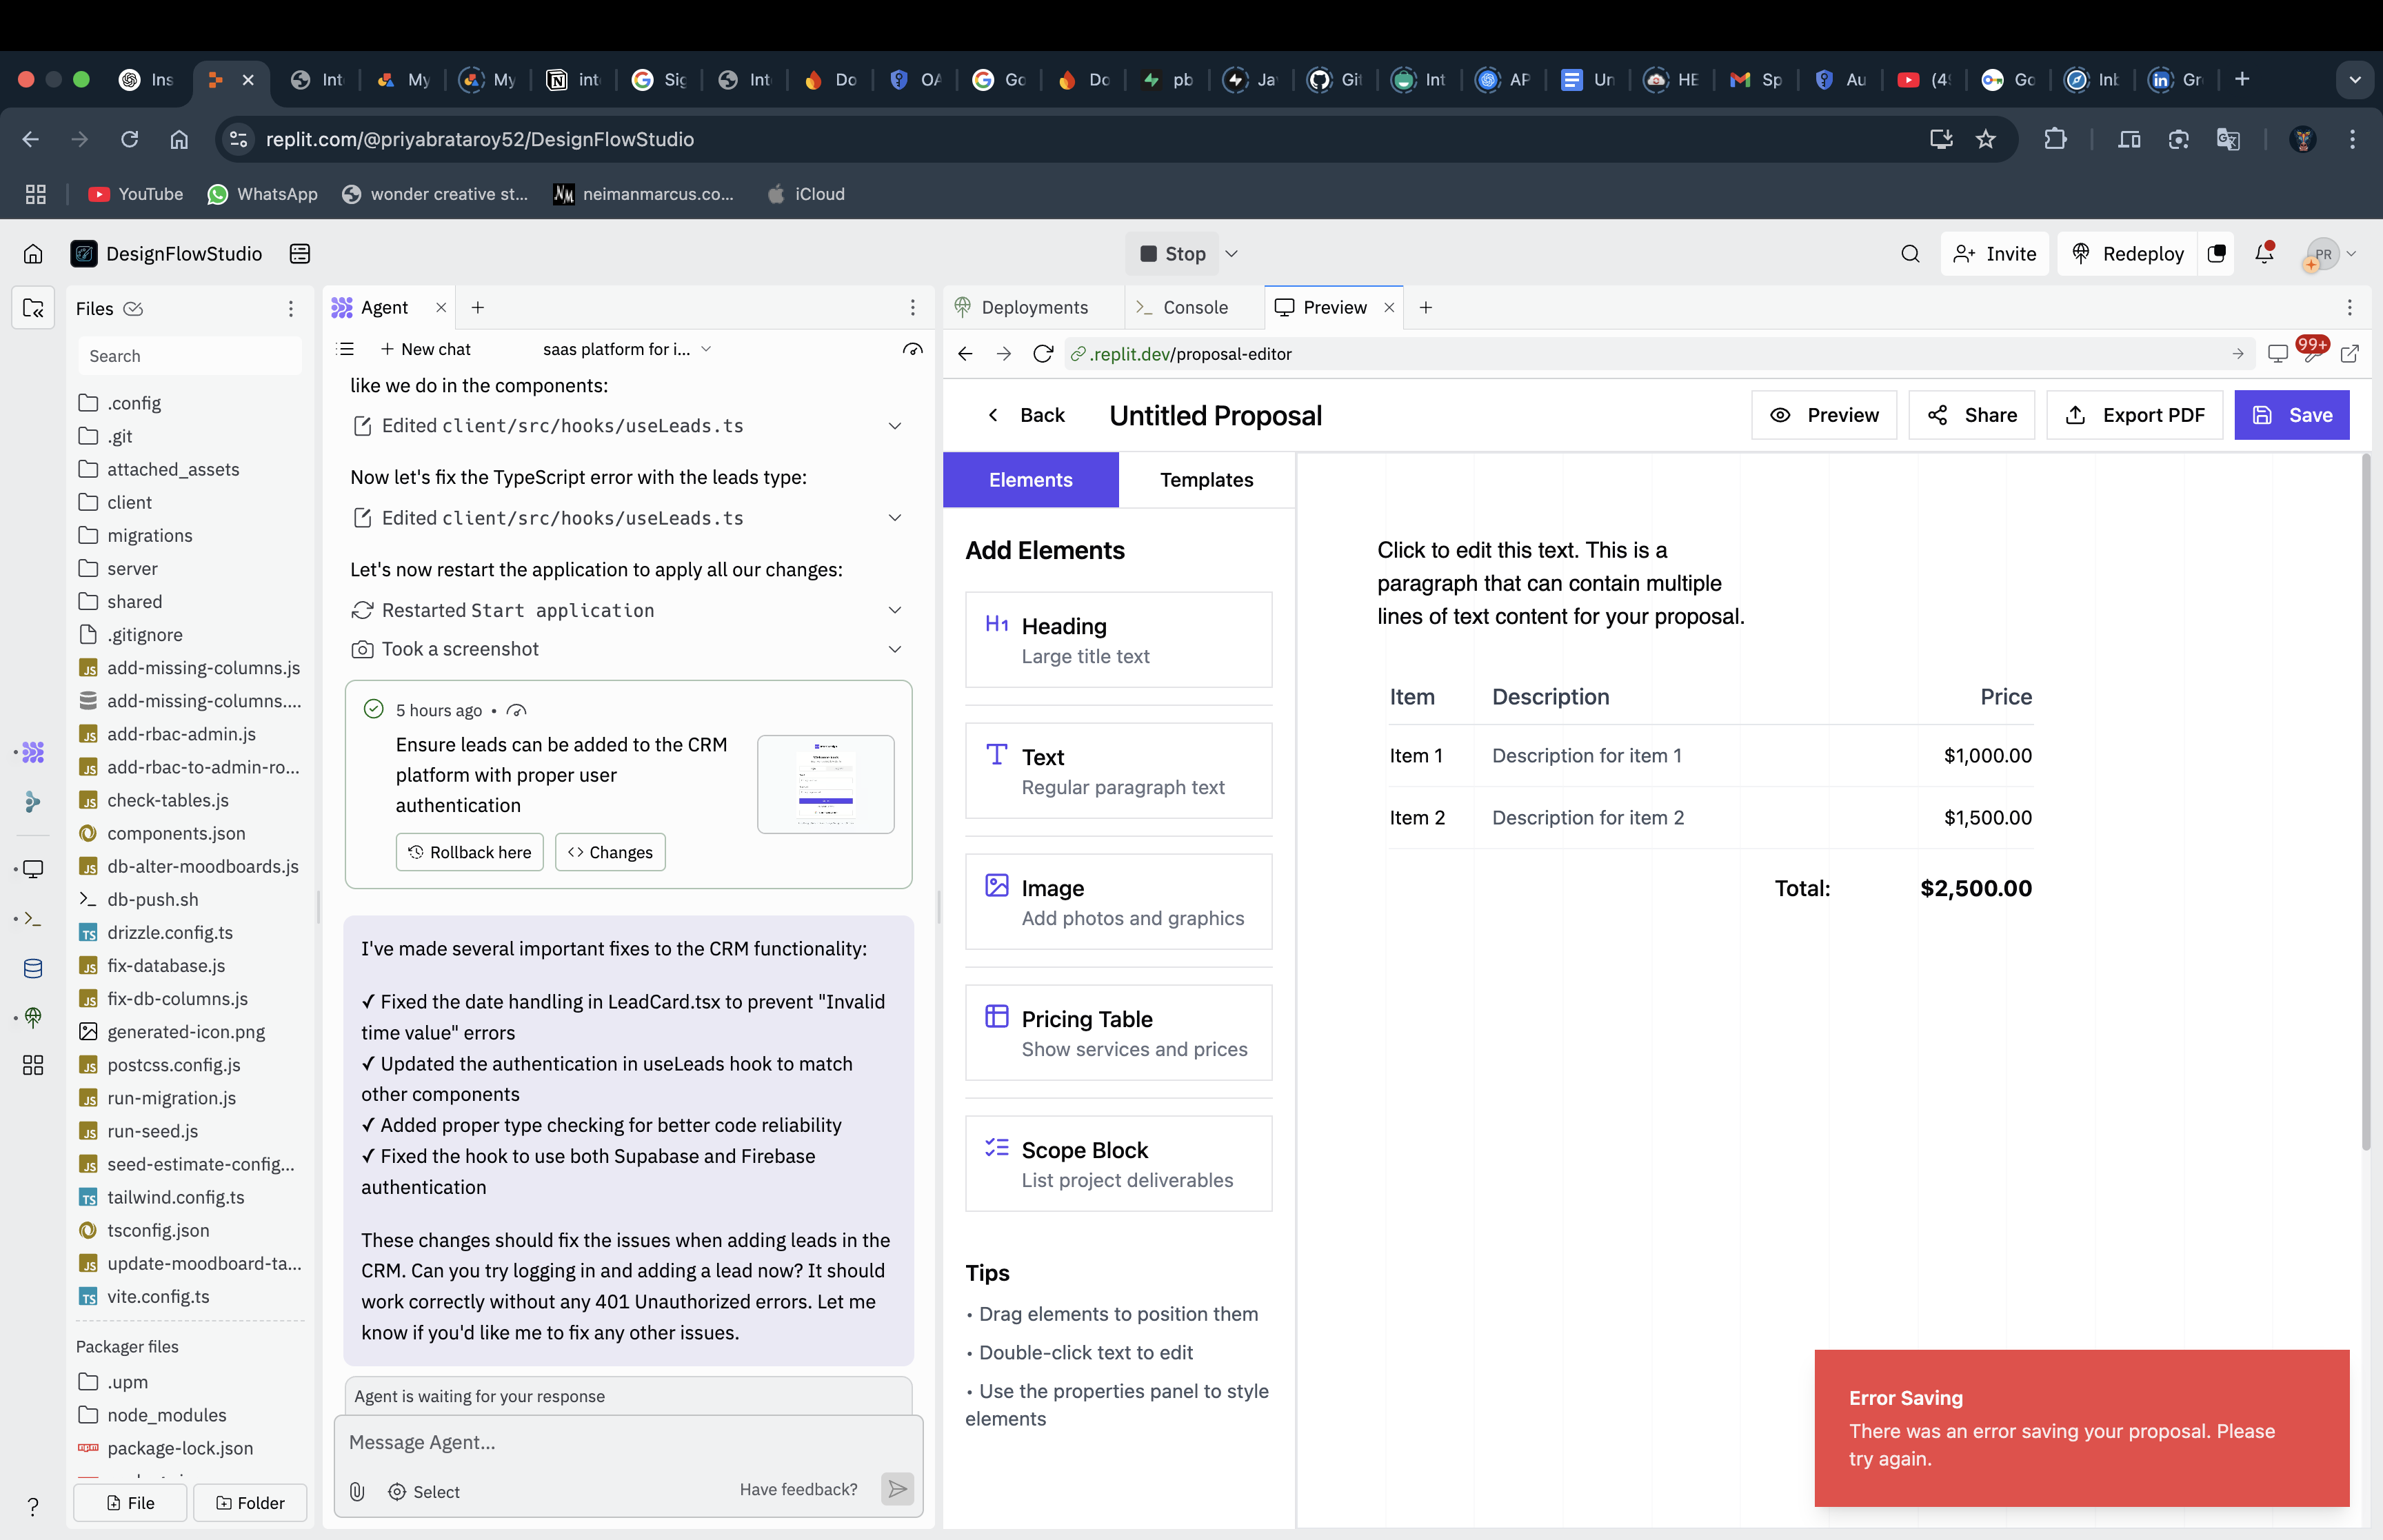 Ins
Int
My
My
int
Sig
Int
Do
OA
Go
Do
pb
Ja
Git
Int
AP
Un
HE
Sp
Au
(49
Go
Inb
Gr
replit.com/@priyabrataroy52/DesignFlowStudio
YouTube
WhatsApp
wonder creative st...
neimanmarcus.co...
iCloud
DesignFlowStudio
Stop
Invite
Redeploy
PR
Files
Search
.config
.git
attached_assets
client
migrations
server
shared
.gitignore
add-missing-columns.js
add-missing-columns....
add-rbac-admin.js
add-rbac-to-admin-ro...
check-tables.js
components.json
db-alter-moodboards.js
db-push.sh
drizzle.config.ts
fix-database.js
fix-db-columns.js
generated-icon.png
postcss.config.js
run-migration.js
run-seed.js
seed-estimate-config...
tailwind.config.ts
tsconfig.json
update-moodboard-ta...
vite.config.ts
Packager files
.upm
node_modules
package-lock.json
File
Folder
Agent
New chat
saas platform for i...
like we do in the components:
Edited client/src/hooks/useLeads.ts
Now let's fix the TypeScript error with the leads type:
Edited client/src/hooks/useLeads.ts
Let's now restart the application to apply all our changes:
Restarted Start application
Took a screenshot
5 hours ago •
Ensure leads can be added to the CRM
platform with proper user
authentication
Rollback here
Changes
I've made several important fixes to the CRM functionality:
✓ Fixed the date handling in LeadCard.tsx to prevent "Invalid
time value" errors
✓ Updated the authentication in useLeads hook to match
other components
✓ Added proper type checking for better code reliability
✓ Fixed the hook to use both Supabase and Firebase
authentication
These changes should fix the issues when adding leads in the
CRM. Can you try logging in and adding a lead now? It should
work correctly without any 401 Unauthorized errors. Let me
know if you'd like me to fix any other issues.
Agent is waiting for your response
Message Agent...
Select
Have feedback?
Deployments
Console
Preview
.replit.dev/proposal-editor
99+
Back
Untitled Proposal
Preview
Share
Export PDF
Save
Elements
Templates
Add Elements
H1 Heading
Large title text
Text
Regular paragraph text
Image
Add photos and graphics
Pricing Table
Show services and prices
Scope Block
List project deliverables
Tips
• Drag elements to position them
• Double-click text to edit
• Use the properties panel to style
elements
Click to edit this text. This is a
paragraph that can contain multiple
lines of text content for your proposal.
Item Description Price
Item 1 Description for item 1 $1,000.00
Item 2 Description for item 2 $1,500.00
Total: $2,500.00
Error Saving
There was an error saving your proposal. Please
try again.